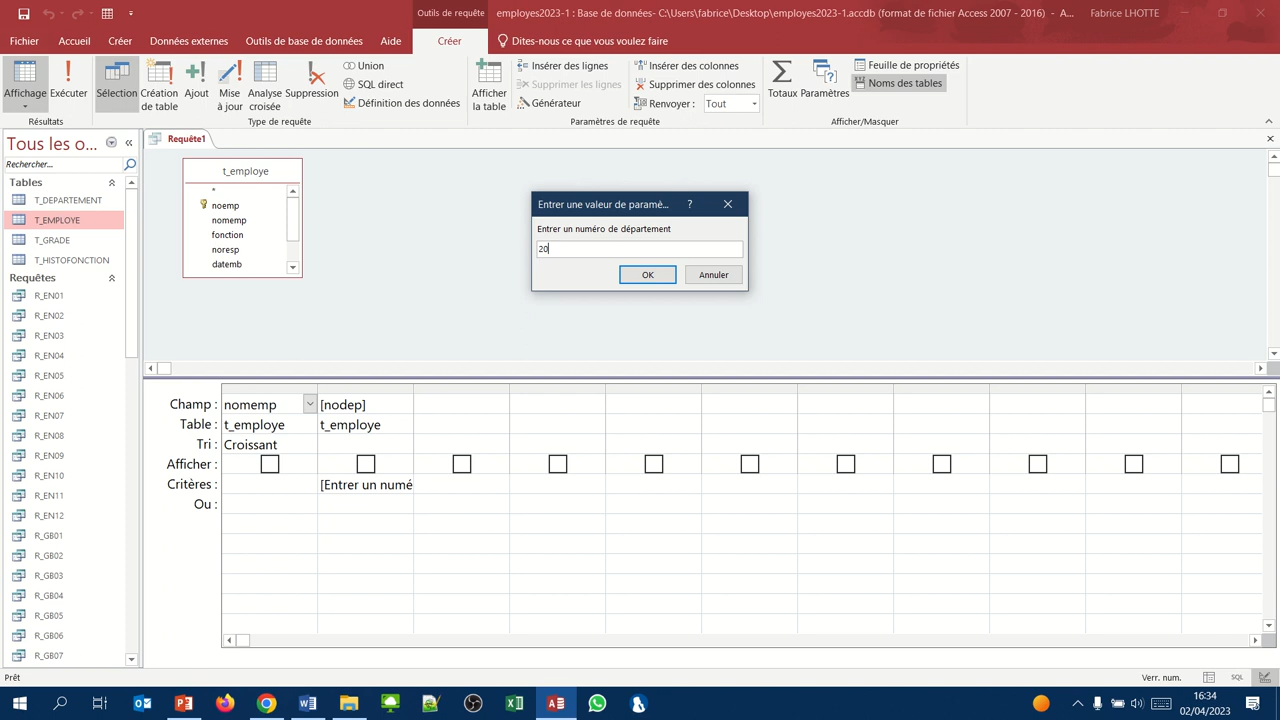 Outils de requête
employes2023-1 : Base de données- C:\Users\fabrice\Desktop\employes2023-1.accdb (format de fichier Access 2007 - 2016) - A...
Fabrice LHOTTE
Fichier
Accueil
Créer
Données externes
Outils de base de données
Aide
Créer
Dites-nous ce que vous voulez faire
Affichage
Exécuter
Sélection
Création de table
Ajout
Mise à jour
Analyse croisée
Suppression
Union
SQL direct
Définition des données
Afficher la table
Insérer des lignes
Supprimer les lignes
Générateur
Insérer des colonnes
Supprimer des colonnes
Renvoyer : Tout
Totaux
Paramètres
Feuille de propriétés
Noms des tables
Résultats
Type de requête
Paramètres de requête
Afficher/Masquer
Tous les o...
Rechercher...
Tables
T_DEPARTEMENT
T_EMPLOYE
T_GRADE
T_HISTOFONCTION
Requêtes
R_EN01
R_EN02
R_EN03
R_EN04
R_EN05
R_EN06
R_EN07
R_EN08
R_EN09
R_EN10
R_EN11
R_EN12
R_GB01
R_GB02
R_GB03
R_GB04
R_GB05
R_GB06
R_GB07
Requête1
t_employe
*
noemp
nomemp
fonction
noresp
datemb
Entrer une valeur de paramè...
?
Entrer un numéro de département
20
OK
Annuler
Champ : nomemp [nodep]
Table : t_employe t_employe
Tri : Croissant
Afficher :
Critères : [Entrer un numé
Ou :
Prêt
Verr. num.
SQL
16:34
02/04/2023